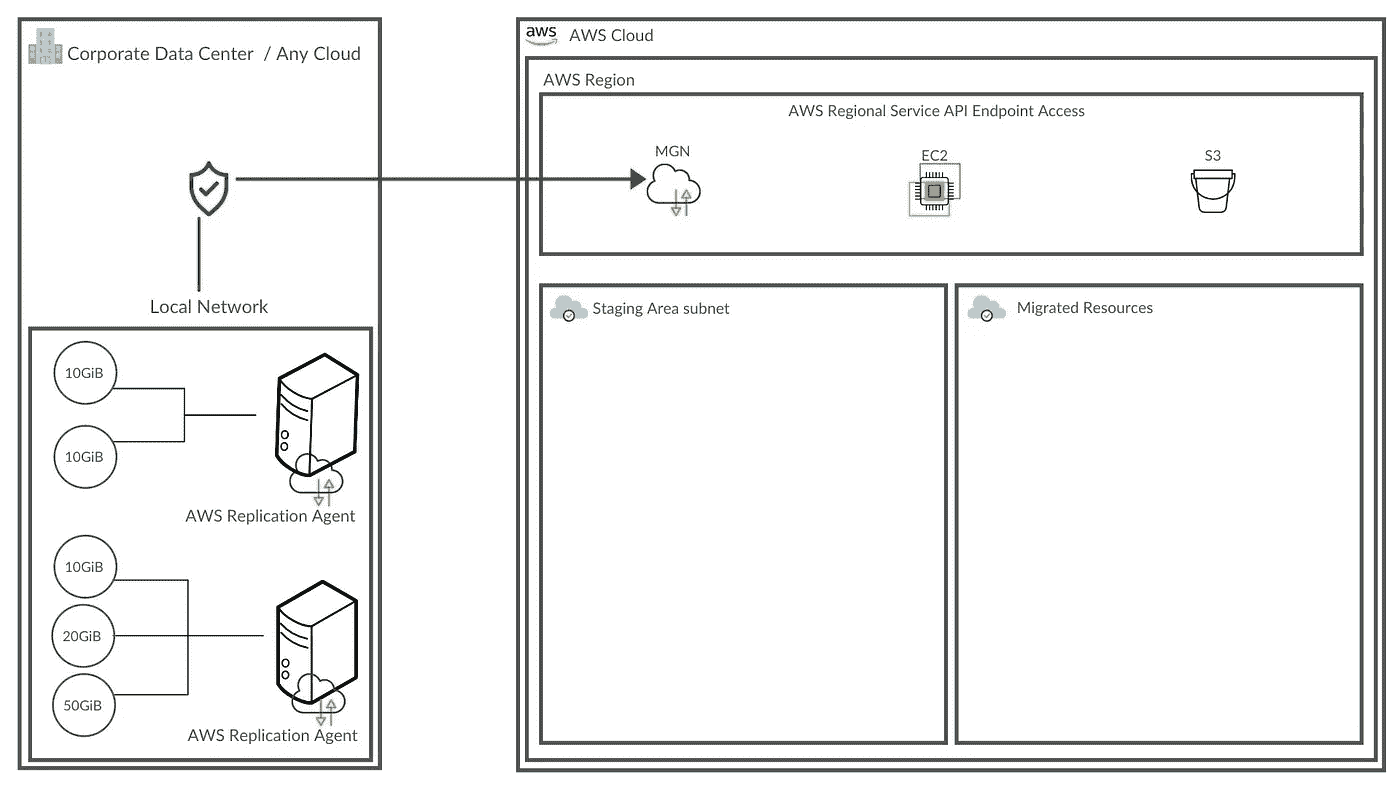 Corporate Data Center / Any Cloud
Local Network
10GiB
10GiB
AWS Replication Agent
10GiB
20GiB
50GiB
AWS Replication Agent
aws AWS Cloud
AWS Region
AWS Regional Service API Endpoint Access
MGN
EC2
S3
Staging Area subnet
Migrated Resources